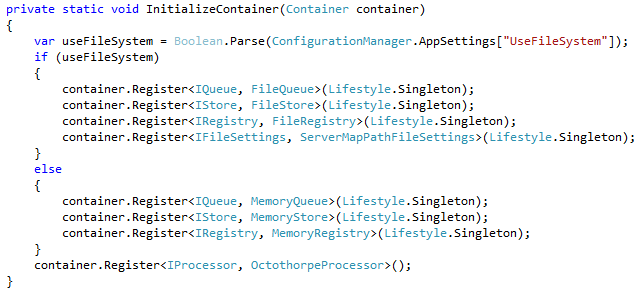 private static void InitializeContainer(Container container)
{
    var useFileSystem = Boolean.Parse(ConfigurationManager.AppSettings["UseFileSystem"]);
    if (useFileSystem)
    {
        container.Register<IQueue, FileQueue>(Lifestyle.Singleton);
        container.Register<IStore, FileStore>(Lifestyle.Singleton);
        container.Register<IRegistry, FileRegistry>(Lifestyle.Singleton);
        container.Register<IFileSettings, ServerMapPathFileSettings>(Lifestyle.Singleton);
    }
    else
    {
        container.Register<IQueue, MemoryQueue>(Lifestyle.Singleton);
        container.Register<IStore, MemoryStore>(Lifestyle.Singleton);
        container.Register<IRegistry, MemoryRegistry>(Lifestyle.Singleton);
    }
    container.Register<IProcessor, OctothorpeProcessor>();
}